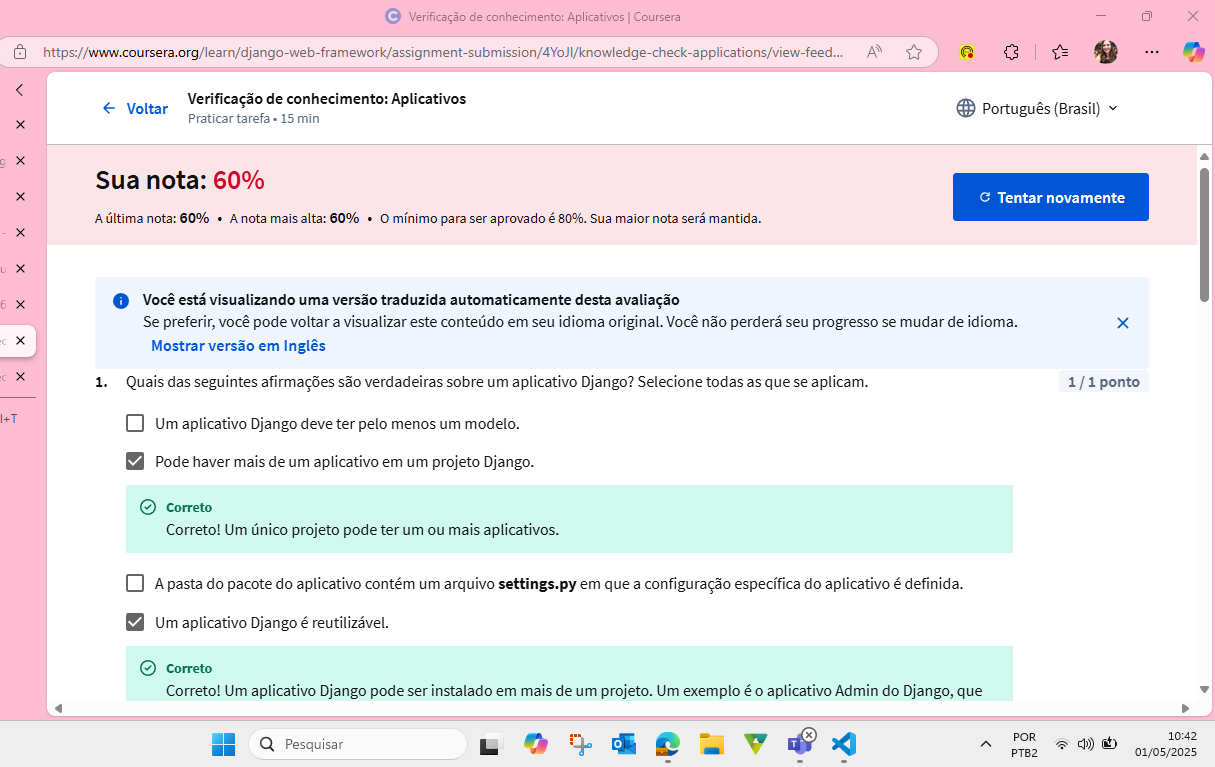 Verificação de conhecimento: Aplicativos | Coursera
https://www.coursera.org/learn/django-web-framework/assignment-submission/4YoJl/knowledge-check-applications/view-feed...
Voltar
Verificação de conhecimento: Aplicativos
Praticar tarefa • 15 min
Português (Brasil)
Sua nota: 60%
A última nota: 60% • A nota mais alta: 60% • O mínimo para ser aprovado é 80%. Sua maior nota será mantida.
Tentar novamente
Você está visualizando uma versão traduzida automaticamente desta avaliação
Se preferir, você pode voltar a visualizar este conteúdo em seu idioma original. Você não perderá seu progresso se mudar de idioma.
Mostrar versão em Inglês
1. Quais das seguintes afirmações são verdadeiras sobre um aplicativo Django? Selecione todas as que se aplicam.
1 / 1 ponto
Um aplicativo Django deve ter pelo menos um modelo.
Pode haver mais de um aplicativo em um projeto Django.
Correto
Correto! Um único projeto pode ter um ou mais aplicativos.
A pasta do pacote do aplicativo contém um arquivo settings.py em que a configuração específica do aplicativo é definida.
Um aplicativo Django é reutilizável.
Correto
Correto! Um aplicativo Django pode ser instalado em mais de um projeto. Um exemplo é o aplicativo Admin do Django, que
l+T
Pesquisar
POR
PTB2
10:42
01/05/2025